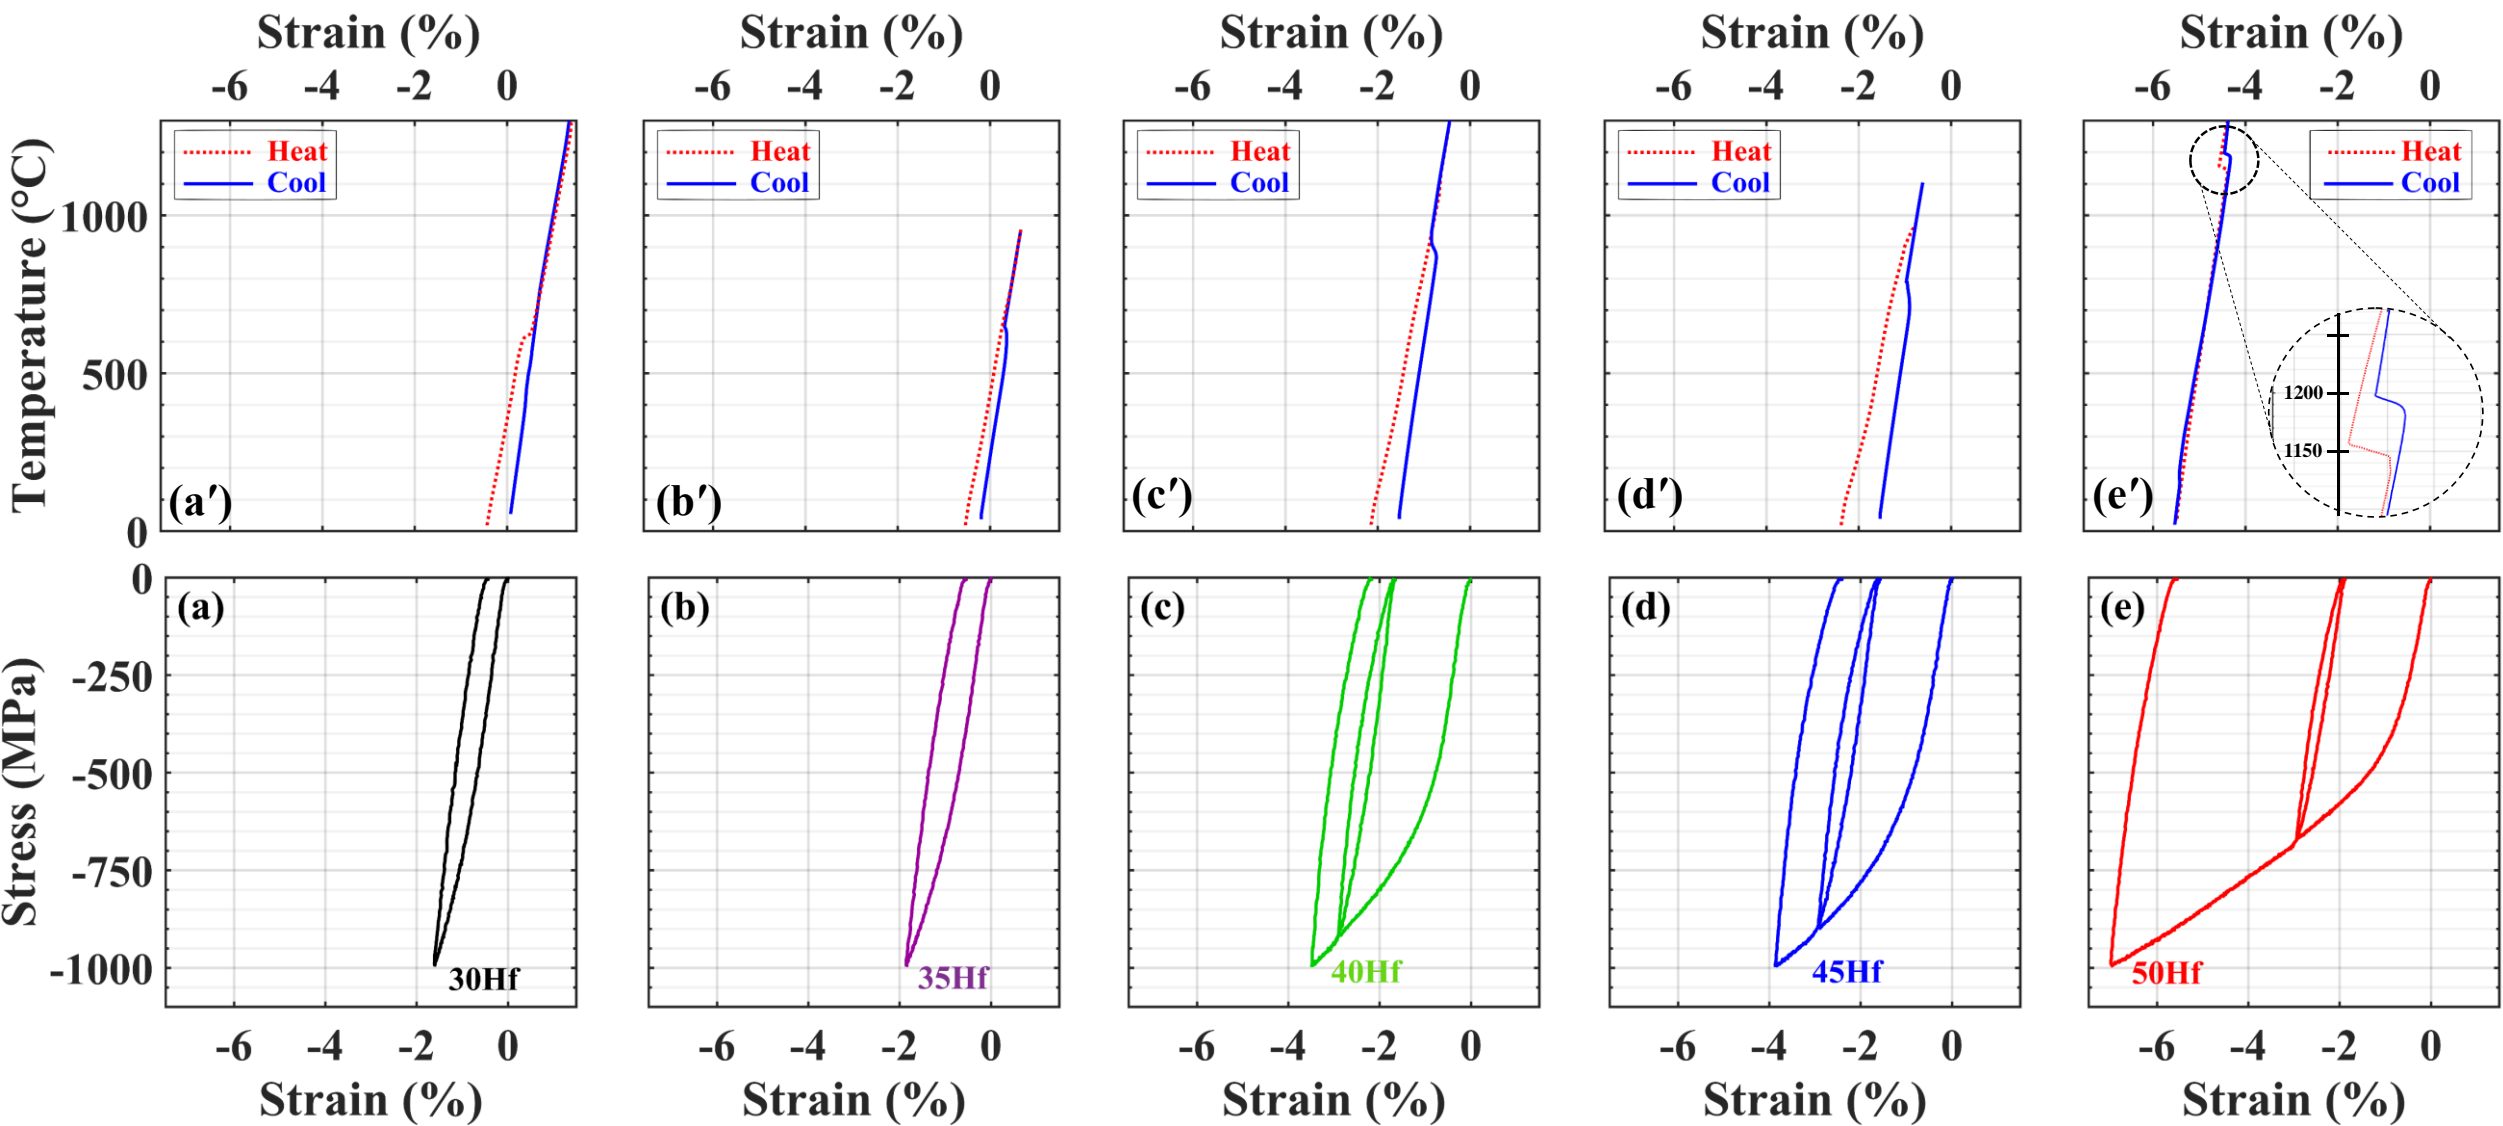 Strain (%) Strain (%) Strain (%) Strain (%) Strain (%)
-6 -4 -2 0 -6 -4 -2 0 -6 -4 -2 0 -6 -4 -2 0 -6 -4 -2 0
Temperature (°C)
1000
500
0
Heat
Cool
(a′)
Heat
Cool
(b′)
Heat
Cool
(c′)
Heat
Cool
(d′)
Heat
Cool
1200
1150
(e′)
Stress (MPa)
0
-250
-500
-750
-1000
(a)
30Hf
(b)
35Hf
(c)
40Hf
(d)
45Hf
(e)
50Hf
-6 -4 -2 0 -6 -4 -2 0 -6 -4 -2 0 -6 -4 -2 0 -6 -4 -2 0
Strain (%) Strain (%) Strain (%) Strain (%) Strain (%)